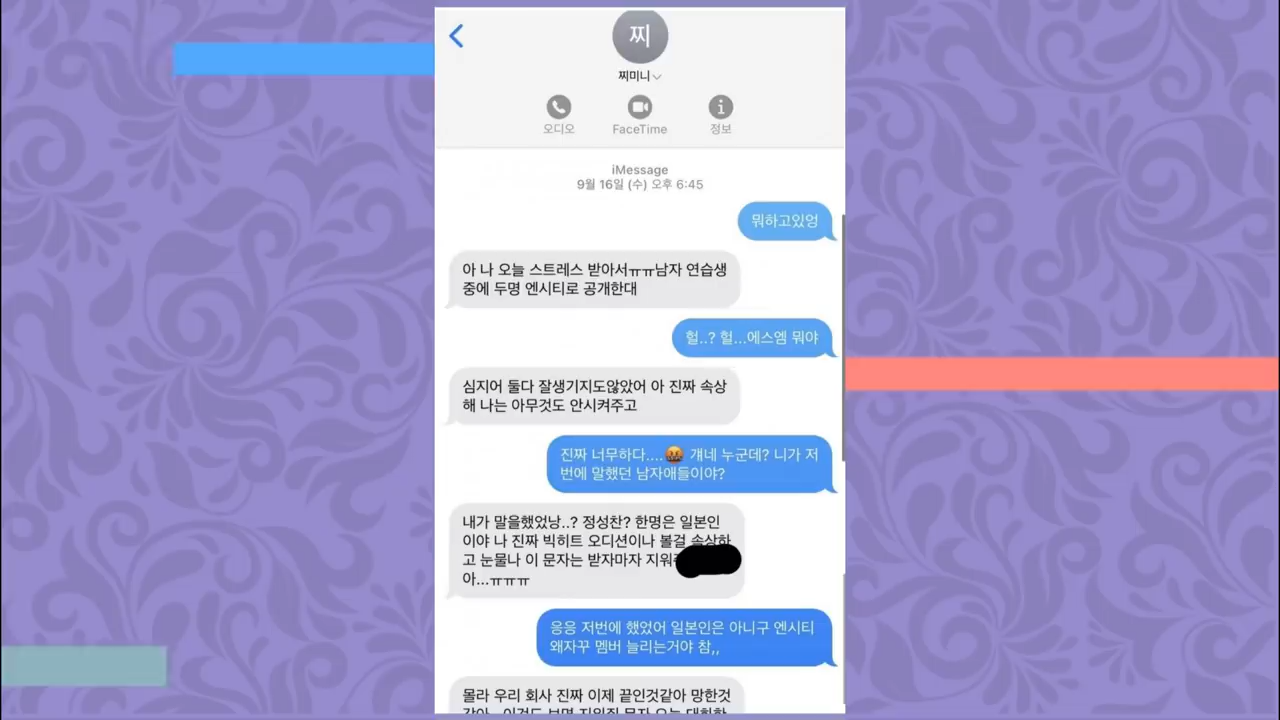 찌
찌미니
오디오
FaceTime
정보
iMessage
9월 16일 (수) 오후 6:45
뭐하고있엉
아 나 오늘 스트레스 받아서ㅠㅠ남자 연습생
중에 두명 엔시티로 공개한대
헐..? 헐...에스엠 뭐야
심지어 둘다 잘생기지도않았어 아 진짜 속상
해 나는 아무것도 안시켜주고
진짜 너무하다....🤬 걔네 누군데? 니가 저
번에 말했던 남자애들이야?
내가 말을했었낭..? 정성찬? 한명은 일본인
이야 나 진짜 빅히트 오디션이나 볼걸 속상하
고 눈물나 이 문자는 받자마자 지워
아...ㅠㅠㅠ
응응 저번에 했었어 일본인은 아니구 엔시티
왜자꾸 멤버 늘리는거야 참,,
몰라 우리 회사 진짜 이제 끝인것같아 망한것